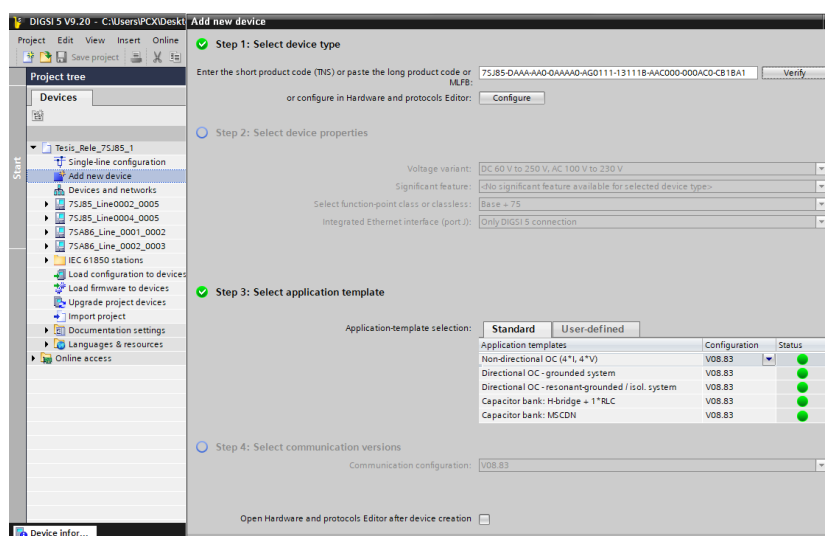 DIGSI 5 V9.20 - C:\Users\PCX\Deskt
Add new device
Project Edit View Insert Online
Save project
Project tree
Devices
Start
Tesis_Rele_7SJ85_1
Single-line configuration
Add new device
Devices and networks
7SJ85_Line0002_0005
7SJ85_Line0004_0005
7SA86_Line_0001_0002
7SA86_Line_0002_0003
IEC 61850 stations
Load configuration to devices
Load firmware to devices
Upgrade project devices
Import project
Documentation settings
Languages & resources
Online access
Device infor...
Step 1: Select device type
Enter the short product code (TNS) or paste the long product code or
MLFB:
7SJ85-DAAA-AA0-0AAAA0-AG0111-13111B-AAC000-000AC0-CB1BA1
Verify
or configure in Hardware and protocols Editor: Configure
Step 2: Select device properties
Voltage variant: DC 60 V to 250 V, AC 100 V to 230 V
Significant feature: <No significant feature available for selected device type>
Select function-point class or classless: Base + 75
Integrated Ethernet interface (port J): Only DIGSI 5 connection
Step 3: Select application template
Application-template selection: Standard User-defined
Application templates Configuration Status
Non-directional OC (4*I, 4*V) V08.83
Directional OC - grounded system V08.83
Directional OC - resonant-grounded / isol. system V08.83
Capacitor bank: H-bridge + 1*RLC V08.83
Capacitor bank: MSCDN V08.83
Step 4: Select communication versions
Communication configuration: V08.83
Open Hardware and protocols Editor after device creation